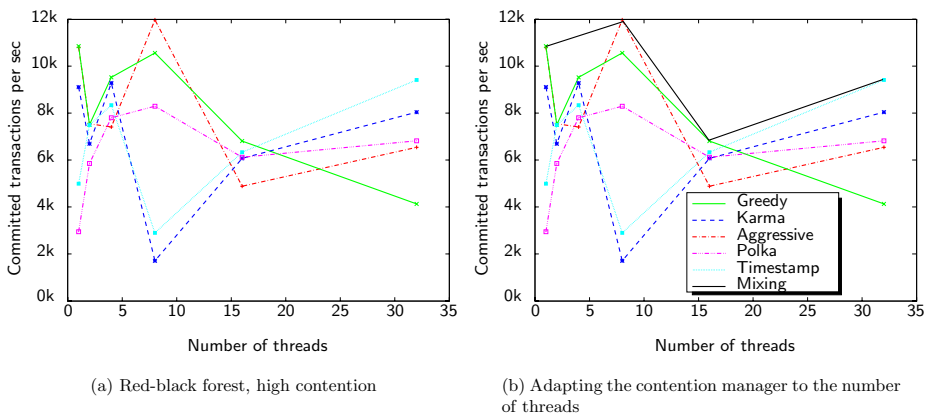 Committed transactions per sec
12k
10k
8k
6k
4k
2k
0k
0 5 10 15 20 25 30 35
Number of threads
(a) Red-black forest, high contention
Committed transactions per sec
12k
10k
8k
6k
4k
2k
0k
0 5 10 15 20 25 30 35
Number of threads
Greedy
Karma
Aggressive
Polka
Timestamp
Mixing
(b) Adapting the contention manager to the number
of threads